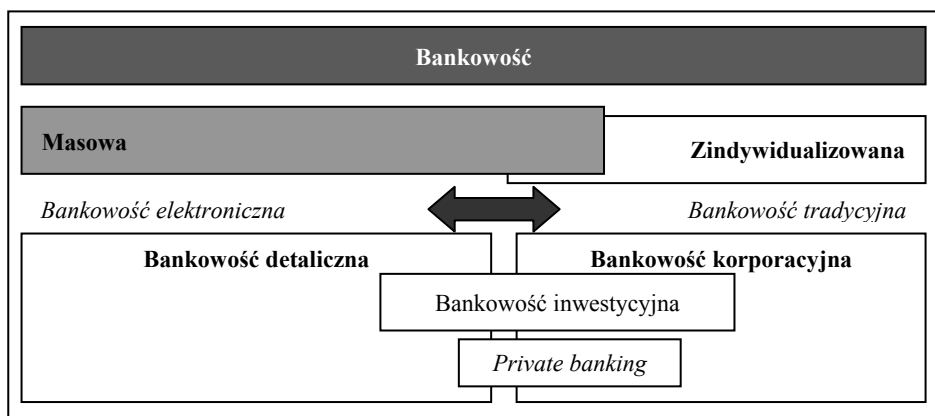 Bankowość
Masowa
Zindywidualizowana
Bankowość elektroniczna
Bankowość tradycyjna
Bankowość detaliczna
Bankowość korporacyjna
Bankowość inwestycyjna
Private banking